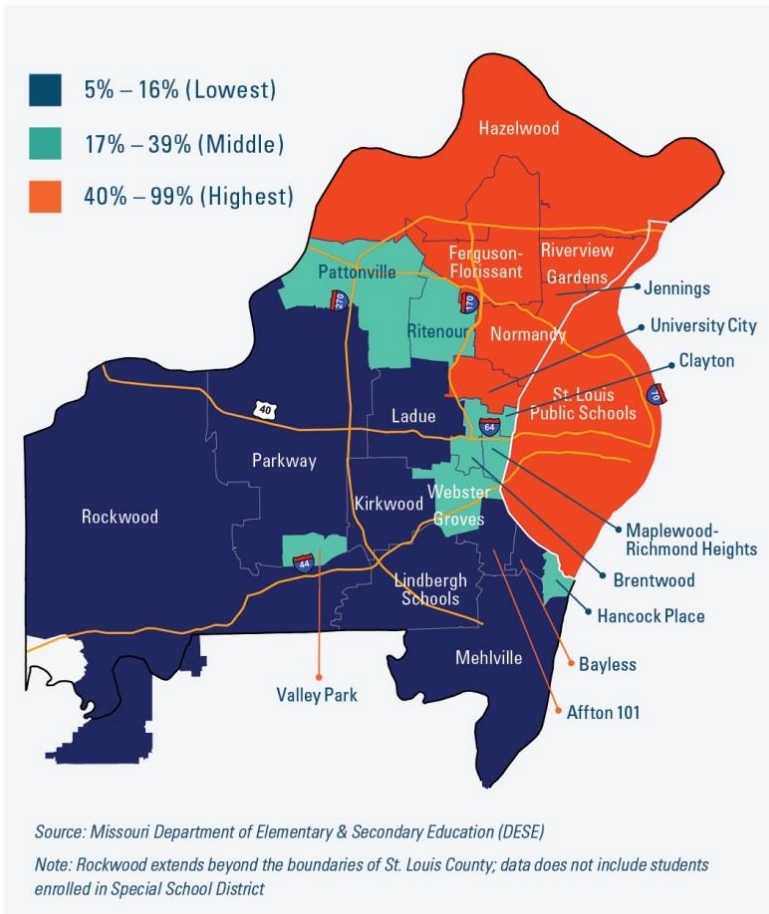 5% – 16% (Lowest)
17% – 39% (Middle)
40% – 99% (Highest)
Hazelwood
Ferguson-
Florissant
Riverview
Gardens
Pattonville
Jennings
270
170
Ritenour
Normandy
University City
Clayton
70
St. Louis
Public Schools
40
Ladue
64
Parkway
Rockwood
Kirkwood
Webster
Groves
Maplewood-
Richmond Heights
44
Lindbergh
Schools
Brentwood
Hancock Place
Mehlville
Bayless
Valley Park
Affton 101
Source: Missouri Department of Elementary & Secondary Education (DESE)
Note: Rockwood extends beyond the boundaries of St. Louis County; data does not include students
enrolled in Special School District